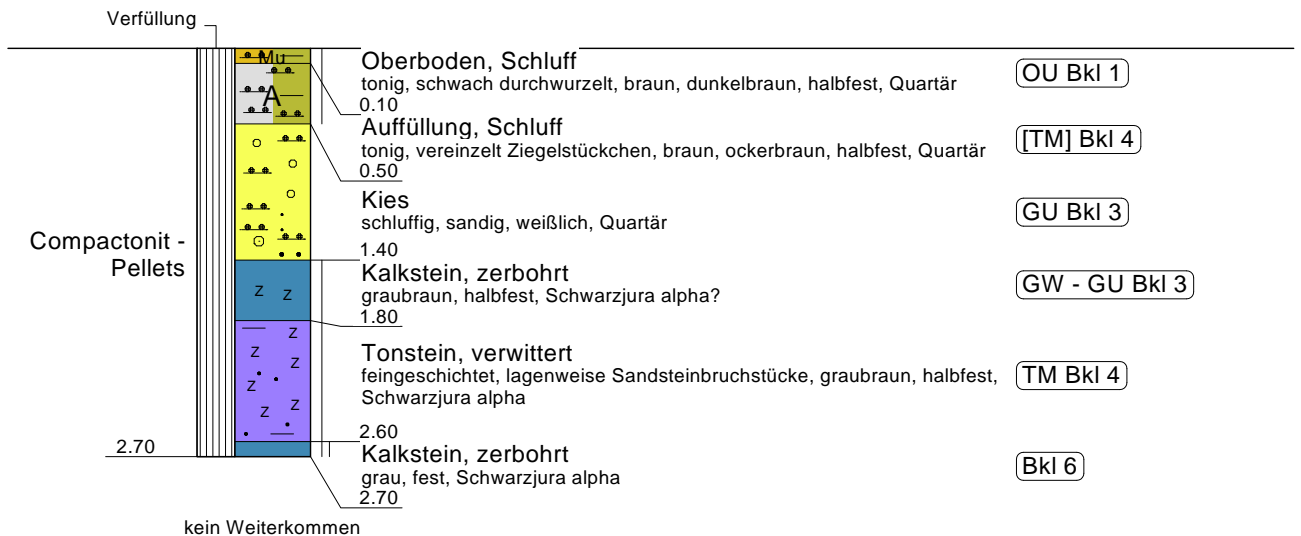 Verfüllung
Mu
Oberboden, Schluff
tonig, schwach durchwurzelt, braun, dunkelbraun, halbfest, Quartär
0.10
OU Bkl 1
A
Auffüllung, Schluff
tonig, vereinzelt Ziegelstückchen, braun, ockerbraun, halbfest, Quartär
0.50
[TM] Bkl 4
Kies
schluffig, sandig, weißlich, Quartär
1.40
GU Bkl 3
Compactonit -
Pellets
Kalkstein, zerbohrt
graubraun, halbfest, Schwarzjura alpha?
1.80
GW - GU Bkl 3
z z
Tonstein, verwittert
feingeschichtet, lagenweise Sandsteinbruchstücke, graubraun, halbfest,
Schwarzjura alpha
2.60
TM Bkl 4
z
z
z
z
z
z
2.70
Kalkstein, zerbohrt
grau, fest, Schwarzjura alpha
2.70
Bkl 6
kein Weiterkommen